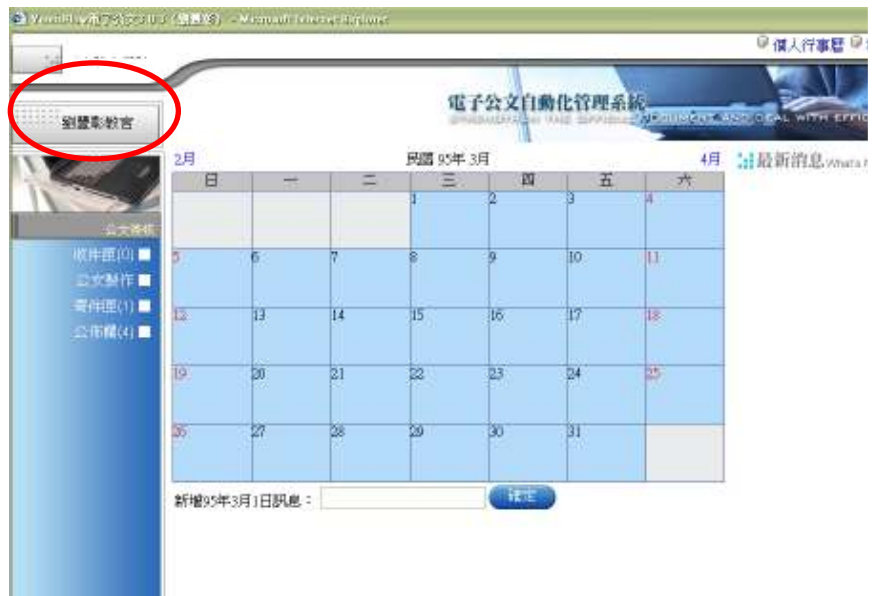 個人行事曆
電子公文自動化管理系統
劉豐彰教官
2月 民國 95年 3月 4月
最新消息
日 一 二 三 四 五 六
1 2 3 4
收件匣(0)
5 6 7 8 9 10 11
公文製作
寄件匣(1)
公佈欄(4)
12 13 14 15 16 17 18
19 20 21 22 23 24 25
26 27 28 29 30 31
新增95年3月1日訊息：
確定